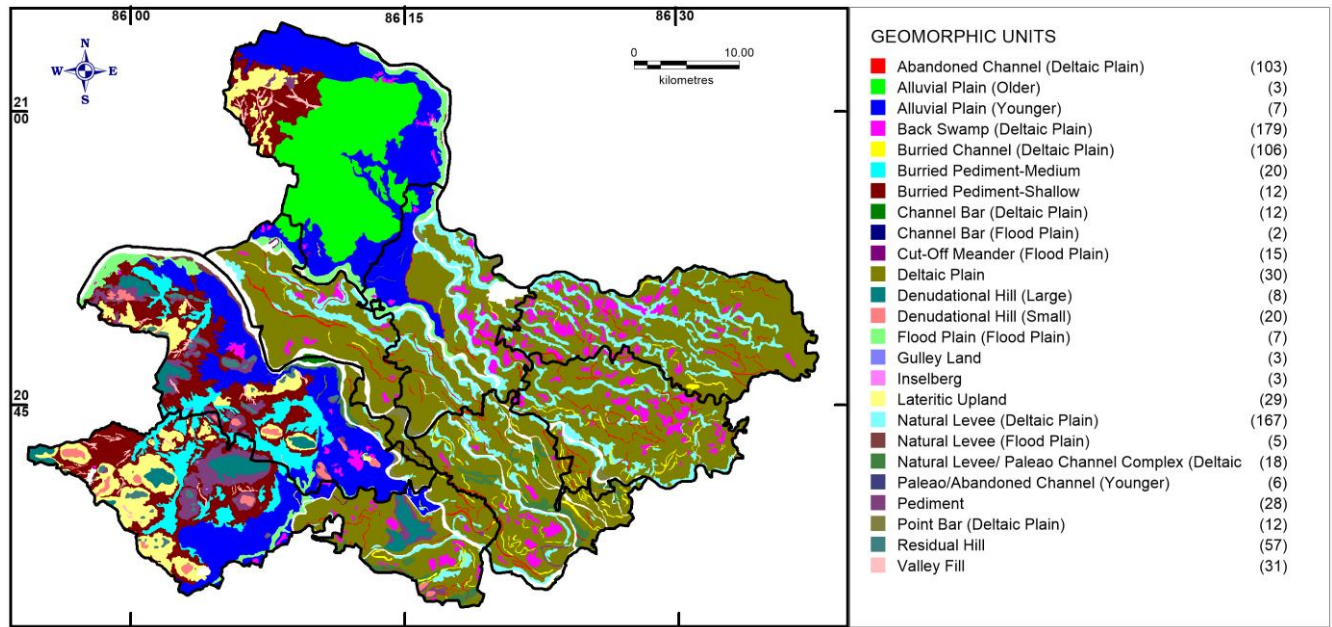 86 00
86 15
86 30
N
W E
S
0 10.00
kilometres
21
00
20
45
GEOMORPHIC UNITS
Abandoned Channel (Deltaic Plain) (103)
Alluvial Plain (Older) (3)
Alluvial Plain (Younger) (7)
Back Swamp (Deltaic Plain) (179)
Burried Channel (Deltaic Plain) (106)
Burried Pediment-Medium (20)
Burried Pediment-Shallow (12)
Channel Bar (Deltaic Plain) (12)
Channel Bar (Flood Plain) (2)
Cut-Off Meander (Flood Plain) (15)
Deltaic Plain (30)
Denudational Hill (Large) (8)
Denudational Hill (Small) (20)
Flood Plain (Flood Plain) (7)
Gulley Land (3)
Inselberg (3)
Lateritic Upland (29)
Natural Levee (Deltaic Plain) (167)
Natural Levee (Flood Plain) (5)
Natural Levee/ Paleao Channel Complex (Deltaic (18)
Paleao/Abandoned Channel (Younger) (6)
Pediment (28)
Point Bar (Deltaic Plain) (12)
Residual Hill (57)
Valley Fill (31)